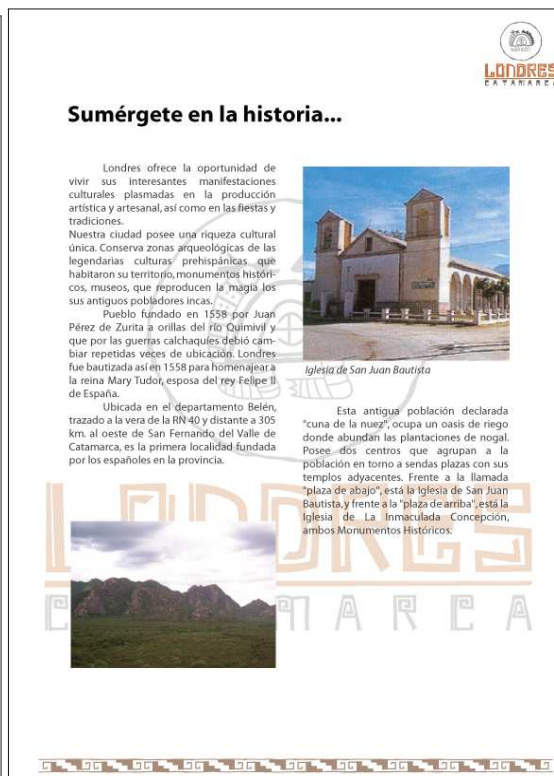 LONDRES
CATAMARCA
Sumérgete en la historia...
Londres ofrece la oportunidad de
vivir sus interesantes manifestaciones
culturales plasmadas en la producción
artística y artesanal, así como en las fiestas y
tradiciones.
Nuestra ciudad posee una riqueza cultural
única. Conserva zonas arqueológicas de las
legendarias culturas prehispánicas que
habitaron su territorio, monumentos históri-
cos, museos, que reproducen la magia los
sus antiguos pobladores incas.
Pueblo fundado en 1558 por Juan
Pérez de Zurita a orillas del río Quimivil y
que por las guerras calchaquíes debió cam-
biar repetidas veces de ubicación. Londres
fue bautizada así en 1558 para homenajear a
la reina Mary Tudor, esposa del rey Felipe II
de España.
Ubicada en el departamento Belén,
trazado a la vera de la RN 40 y distante a 305
km. al oeste de San Fernando del Valle de
Catamarca, es la primera localidad fundada
por los españoles en la provincia.
Iglesia de San Juan Bautista
Esta antigua población declarada
"cuna de la nuez", ocupa un oasis de riego
donde abundan las plantaciones de nogal.
Posee dos centros que agrupan a la
población en torno a sendas plazas con sus
templos adyacentes. Frente a la llamada
"plaza de abajo", está la Iglesia de San Juan
Bautista, y frente a la "plaza de arriba", está la
Iglesia de La Inmaculada Concepción,
ambos Monumentos Históricos.
LONDRES
CATAMARCA